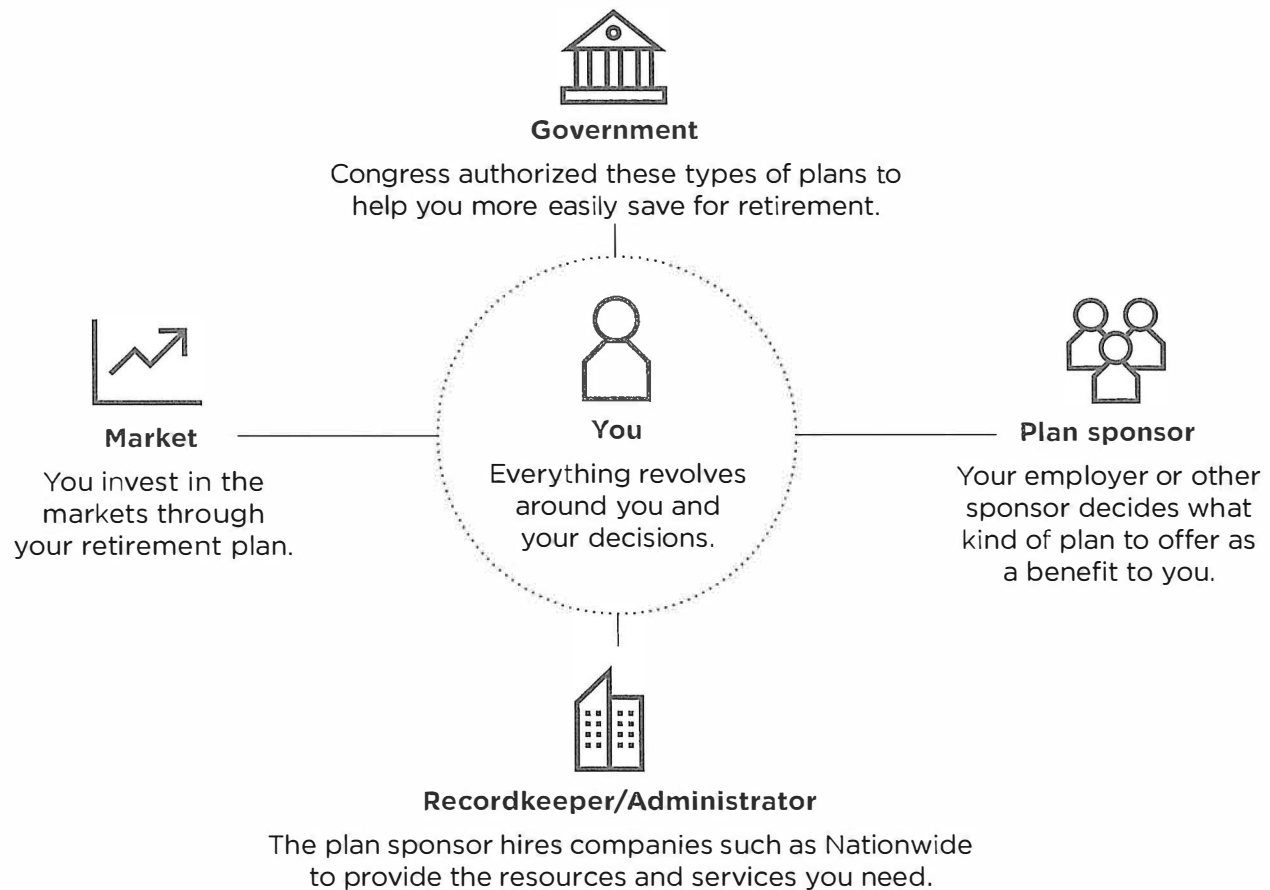 Government
Congress authorized these types of plans to
help you more easily save for retirement.
Market
You invest in the
markets through
your retirement plan.
You
Everything revolves
around you and
your decisions.
Plan sponsor
Your employer or other
sponsor decides what
kind of plan to offer as
a benefit to you.
Recordkeeper/Administrator
The plan sponsor hires companies such as Nationwide
to provide the resources and services you need.